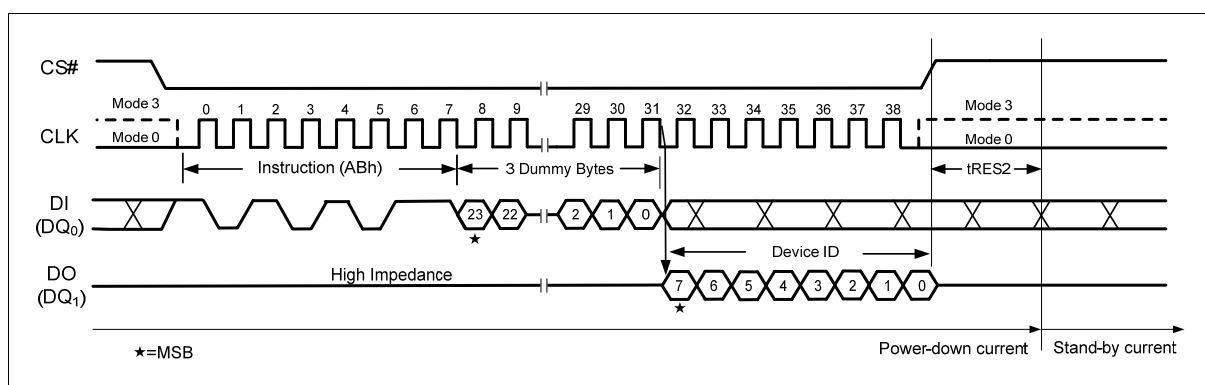 CS#
Mode 3 0 1 2 3 4 5 6 7 8 9 29 30 31 32 33 34 35 36 37 38 Mode 3
CLK Mode 0 Mode 0
Instruction (ABh) 3 Dummy Bytes tRES2
DI
(DQ0) 23 22 2 1 0
★
Device ID
DO High Impedance
(DQ1) 7 6 5 4 3 2 1 0
★
★=MSB Power-down current Stand-by current